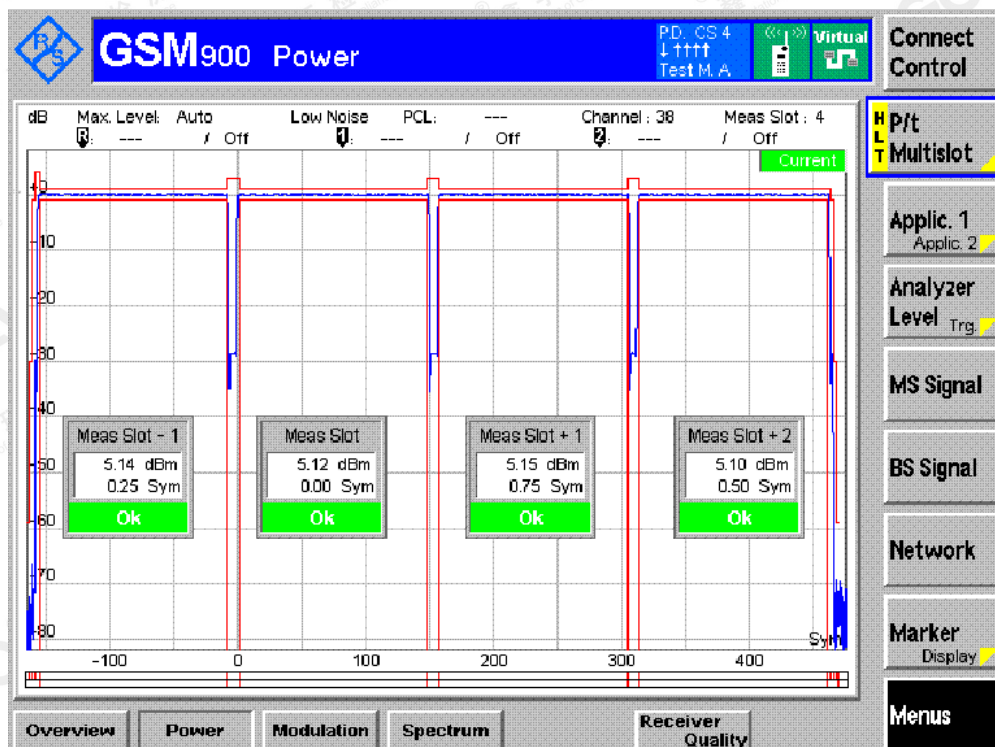 R/S
GSM900 Power
P.D. CS 4
↓↑↑↑↑
Test M. A
Virtual
Connect Control
dB Max. Level: Auto Low Noise PCL: --- Channel : 38 Meas Slot : 4
R: --- / Off 1: --- / Off 2: --- / Off
Current
HLT
P/t Multislot
Applic. 1
Applic. 2
Analyzer Level Trg.
MS Signal
BS Signal
Network
Marker
Display
Menus
+0
-10
-20
-30
-40
-50
-60
-70
-80
Meas Slot - 1
5.14 dBm
0.25 Sym
Ok
Meas Slot
5.12 dBm
0.00 Sym
Ok
Meas Slot + 1
5.15 dBm
0.75 Sym
Ok
Meas Slot + 2
5.10 dBm
0.50 Sym
Ok
Sym
-100 0 100 200 300 400
Overview Power Modulation Spectrum Receiver Quality